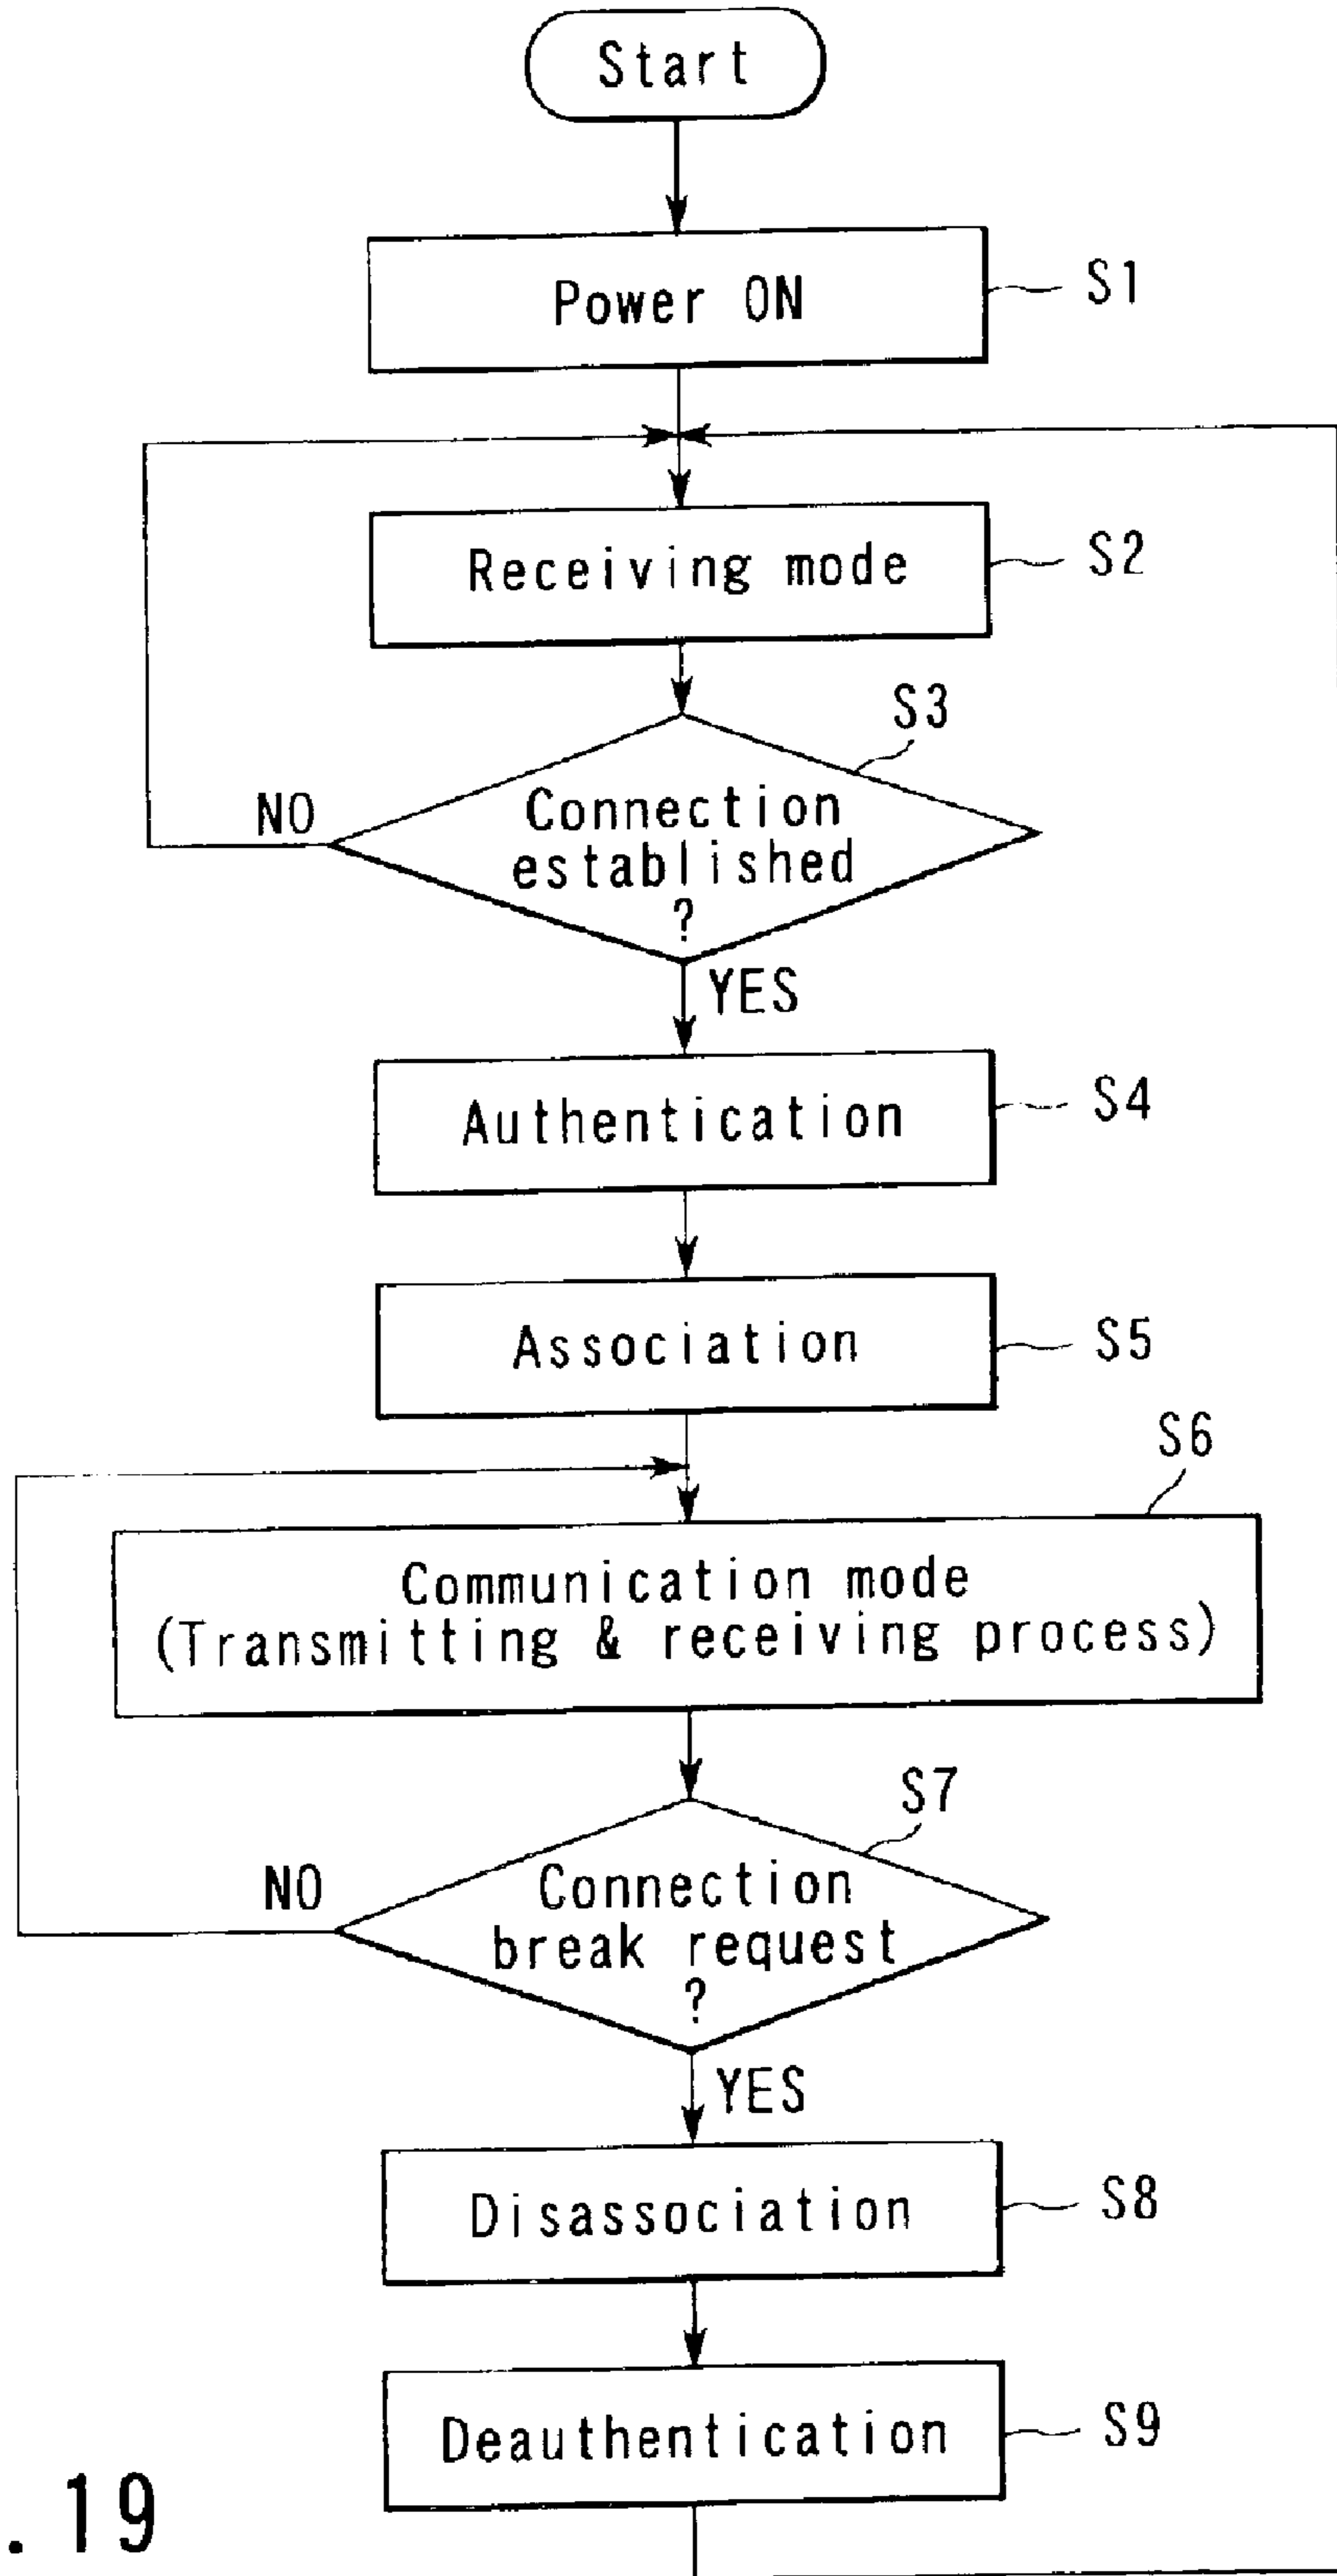 Start
Power ON
S1
Receiving mode
S2
S3
Connection
established
?
NO
YES
Authentication
S4
Association
S5
S6
Communication mode
(Transmitting & receiving process)
S7
Connection
break request
?
NO
YES
Disassociation
S8
Deauthentication
S9
.19